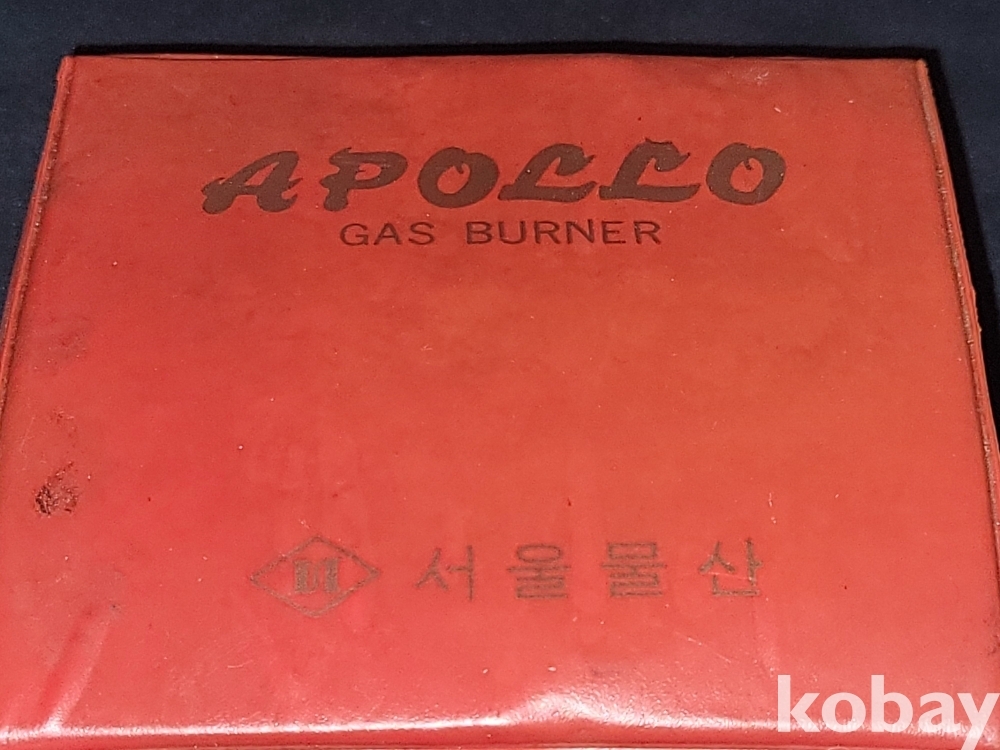 APOLLO
GAS BURNER
서울물산
kobay